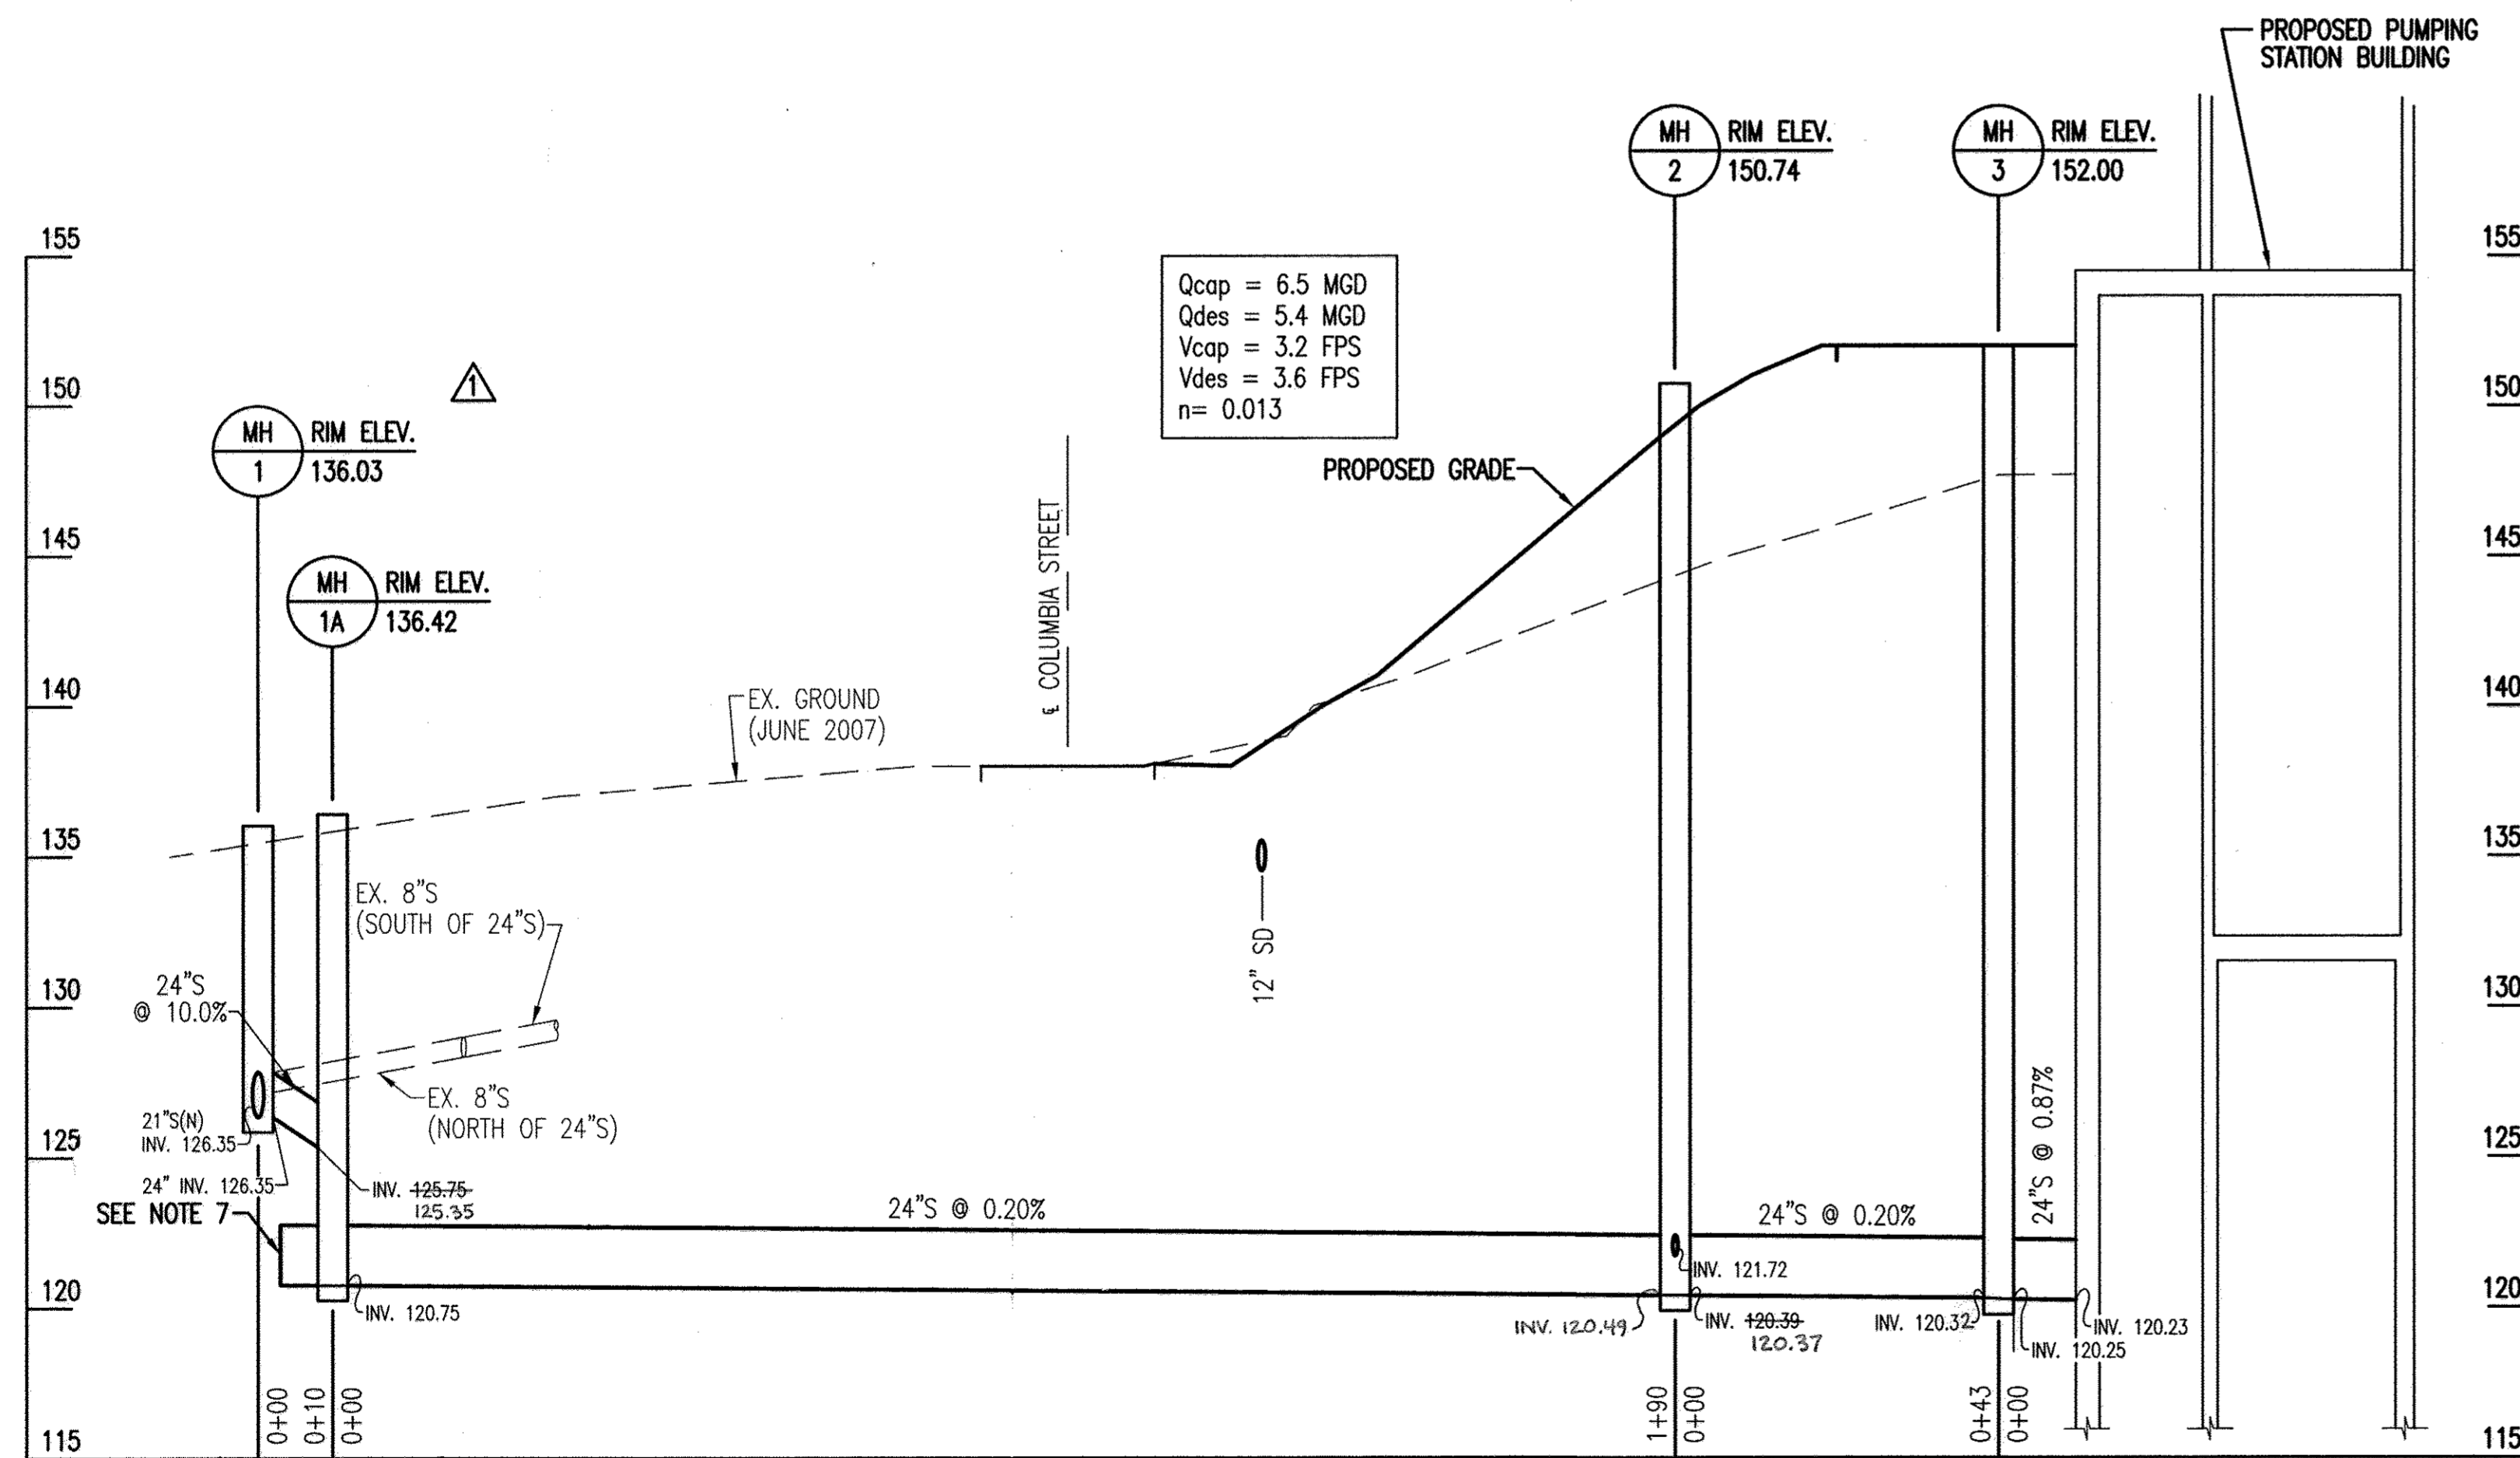 PROPOSED PUMPING
STATION BUILDING
MH
2
RIM ELEV.
150.74
MH
3
RIM ELEV.
152.00
155
155
Qcap = 6.5 MGD
Qdes = 5.4 MGD
Vcap = 3.2 FPS
Vdes = 3.6 FPS
n= 0.013
1
150
150
MH
1
RIM ELEV.
136.03
PROPOSED GRADE
℄ COLUMBIA STREET
145
145
MH
1A
RIM ELEV.
136.42
140
140
EX. GROUND
(JUNE 2007)
135
135
EX. 8"S
(SOUTH OF 24"S)
12" SD
24"S
@ 10.0%
130
130
EX. 8"S
(NORTH OF 24"S)
21"S(N)
INV. 126.35
125
125
24" INV. 126.35
INV. 125.75
125.35
SEE NOTE 7
24"S @ 0.20%
24"S @ 0.20%
24"S @ 0.87%
INV. 121.72
120
120
INV. 120.75
INV. 120.49
INV. 120.39
120.37
INV. 120.32
INV. 120.23
INV. 120.25
0+00
0+10
0+00
1+90
0+00
0+43
0+00
115
115